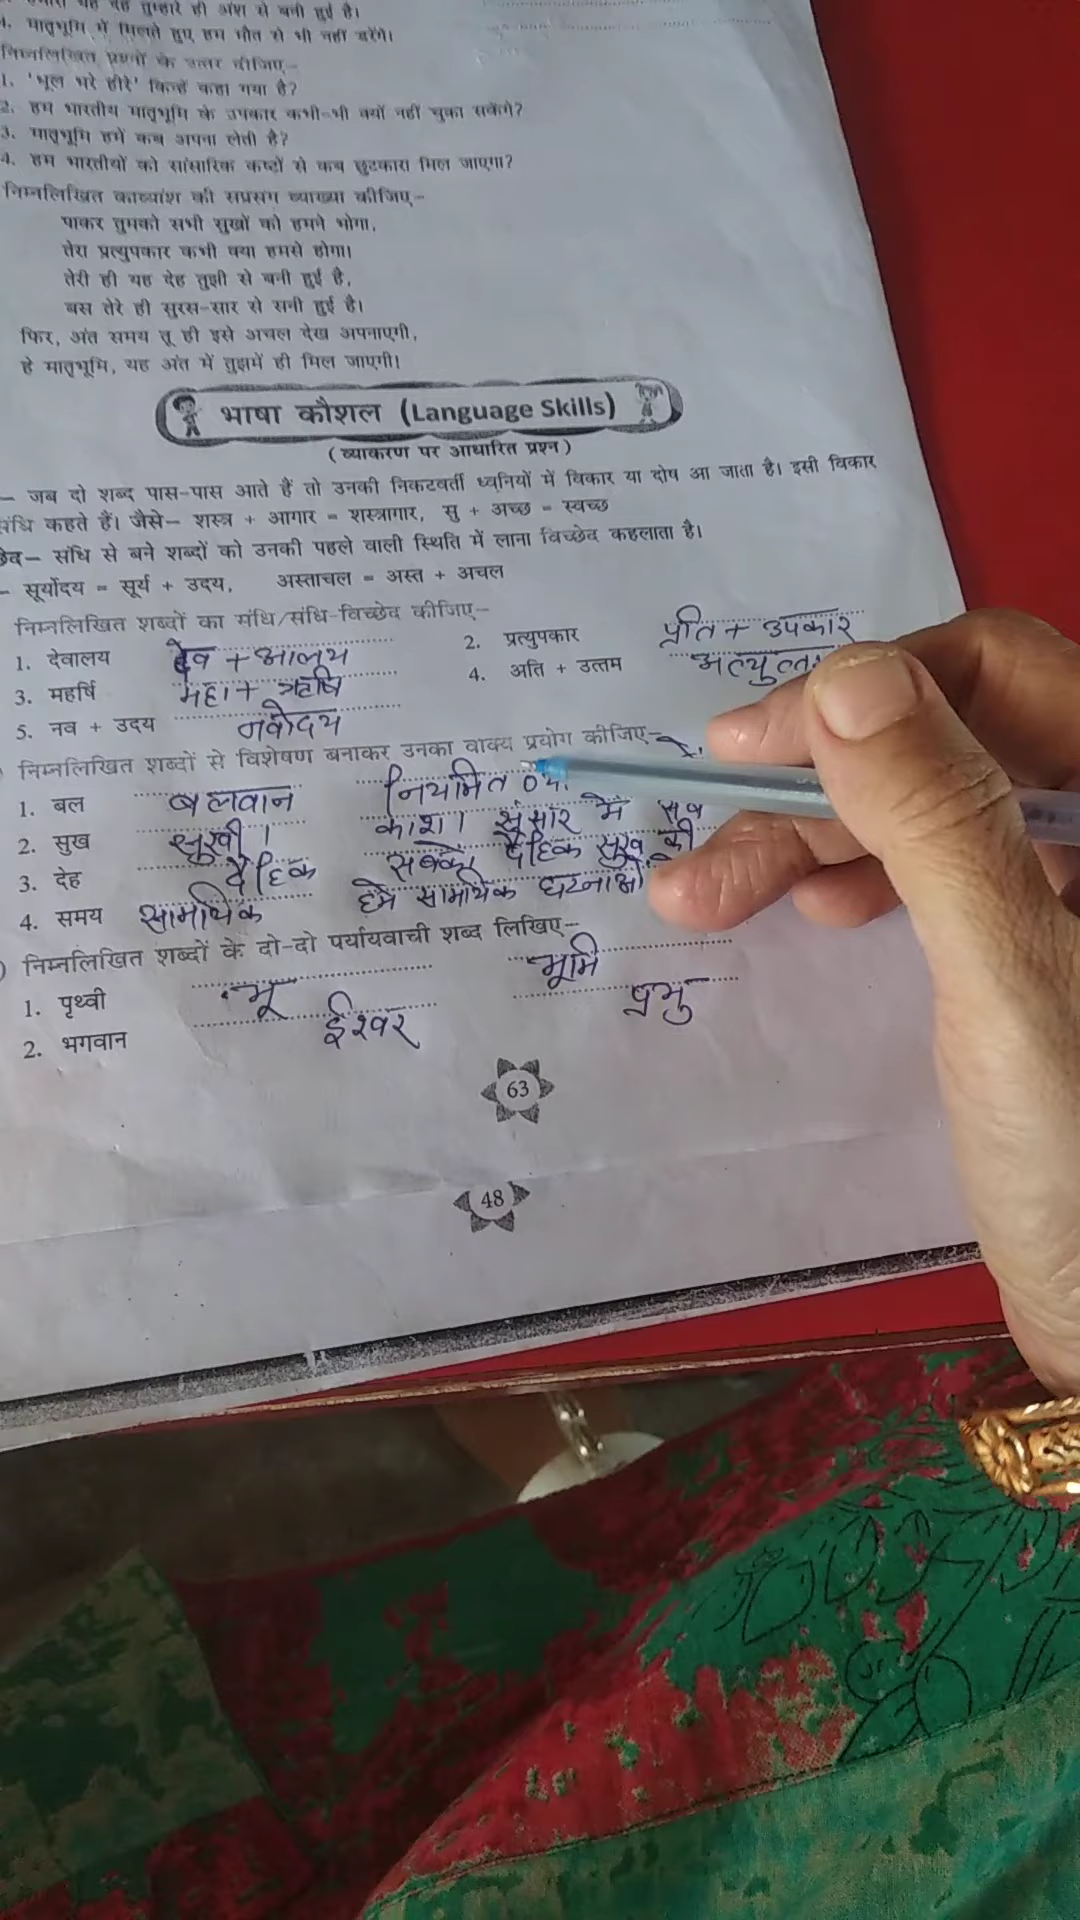 यह देह तुम्हारे ही अंश से बनी हुई है।
4. मातृभूमि में मिलते हुए हम मौत से भी नहीं डरेंगे।
निम्नलिखित प्रश्नों के उत्तर दीजिए–
1. 'धूल भरे हीरे' किन्हें कहा गया है?
2. हम भारतीय मातृभूमि के उपकार कभी-भी क्यों नहीं चुका सकेंगे?
3. मातृभूमि हमें कब अपना लेती है?
4. हम भारतीयों को सांसारिक कष्टों से कब छुटकारा मिल जाएगा?
निम्नलिखित काव्यांश की सप्रसंग व्याख्या कीजिए–
पाकर तुमको सभी सुखों को हमने भोगा,
तेरा प्रत्युपकार कभी क्या हमसे होगा।
तेरी ही यह देह तुझी से बनी हुई है,
बस तेरे ही सुरस-सार से सनी हुई है।
फिर, अंत समय तू ही इसे अचल देख अपनाएगी,
हे मातृभूमि, यह अंत में तुझमें ही मिल जाएगी।
भाषा कौशल (Language Skills)
(व्याकरण पर आधारित प्रश्न)
– जब दो शब्द पास-पास आते हैं तो उनकी निकटवर्ती ध्वनियों में विकार या दोष आ जाता है। इसी विकार
संधि कहते हैं। जैसे– शस्त्र + आगार = शस्त्रागार, सु + अच्छ = स्वच्छ
छेद– संधि से बने शब्दों को उनकी पहले वाली स्थिति में लाना विच्छेद कहलाता है।
– सूर्योदय = सूर्य + उदय, अस्ताचल = अस्त + अचल
निम्नलिखित शब्दों का संधि/संधि-विच्छेद कीजिए–
1. देवालय देव + आलय 2. प्रत्युपकार प्रति + उपकार
3. महर्षि महा + ऋषि 4. अति + उत्तम
5. नव + उदय नवोदय
निम्नलिखित शब्दों से विशेषण बनाकर उनका वाक्य प्रयोग कीजिए–
1. बल बलवान नियमित
2. सुख सुखी। काश। संसार में सब
3. देह दैहिक सबको दैहिक सुख की
4. समय सामायिक हमे सामायिक घटनाओं
निम्नलिखित शब्दों के दो-दो पर्यायवाची शब्द लिखिए–
1. पृथ्वी भू भूमि
2. भगवान ईश्वर प्रभु
63
48